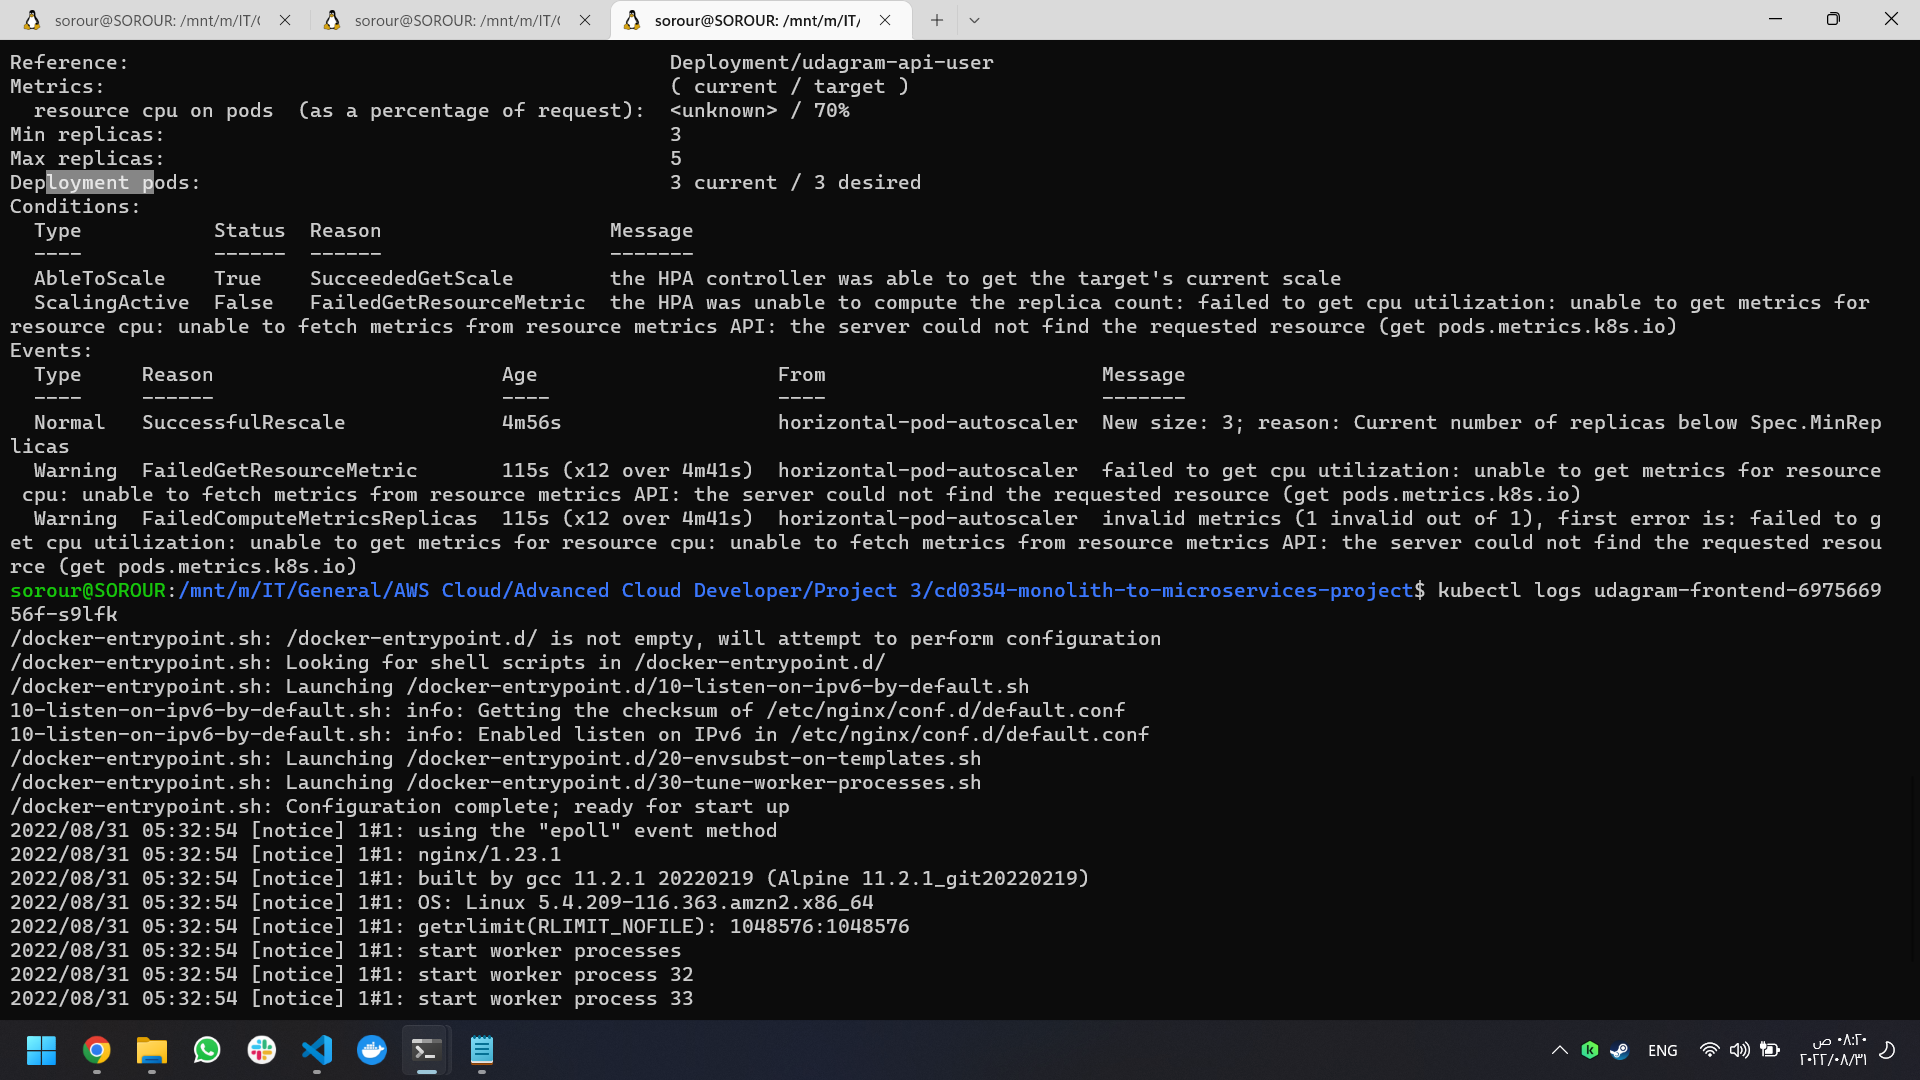 sorour@SOROUR: /mnt/m/IT/
sorour@SOROUR: /mnt/m/IT/
sorour@SOROUR: /mnt/m/IT/
Reference: Deployment/udagram-api-user
Metrics: ( current / target )
resource cpu on pods (as a percentage of request): <unknown> / 70%
Min replicas: 3
Max replicas: 5
Deployment pods: 3 current / 3 desired
Conditions:
Type Status Reason Message
---- ------ ------ -------
AbleToScale True SucceededGetScale the HPA controller was able to get the target's current scale
ScalingActive False FailedGetResourceMetric the HPA was unable to compute the replica count: failed to get cpu utilization: unable to get metrics for
resource cpu: unable to fetch metrics from resource metrics API: the server could not find the requested resource (get pods.metrics.k8s.io)
Events:
Type Reason Age From Message
---- ------ ---- ---- -------
Normal SuccessfulRescale 4m56s horizontal-pod-autoscaler New size: 3; reason: Current number of replicas below Spec.MinRep
licas
Warning FailedGetResourceMetric 115s (x12 over 4m41s) horizontal-pod-autoscaler failed to get cpu utilization: unable to get metrics for resource
cpu: unable to fetch metrics from resource metrics API: the server could not find the requested resource (get pods.metrics.k8s.io)
Warning FailedComputeMetricsReplicas 115s (x12 over 4m41s) horizontal-pod-autoscaler invalid metrics (1 invalid out of 1), first error is: failed to g
et cpu utilization: unable to get metrics for resource cpu: unable to fetch metrics from resource metrics API: the server could not find the requested resou
rce (get pods.metrics.k8s.io)
sorour@SOROUR:/mnt/m/IT/General/AWS Cloud/Advanced Cloud Developer/Project 3/cd0354-monolith-to-microservices-project$ kubectl logs udagram-frontend-6975669
56f-s9lfk
/docker-entrypoint.sh: /docker-entrypoint.d/ is not empty, will attempt to perform configuration
/docker-entrypoint.sh: Looking for shell scripts in /docker-entrypoint.d/
/docker-entrypoint.sh: Launching /docker-entrypoint.d/10-listen-on-ipv6-by-default.sh
10-listen-on-ipv6-by-default.sh: info: Getting the checksum of /etc/nginx/conf.d/default.conf
10-listen-on-ipv6-by-default.sh: info: Enabled listen on IPv6 in /etc/nginx/conf.d/default.conf
/docker-entrypoint.sh: Launching /docker-entrypoint.d/20-envsubst-on-templates.sh
/docker-entrypoint.sh: Launching /docker-entrypoint.d/30-tune-worker-processes.sh
/docker-entrypoint.sh: Configuration complete; ready for start up
2022/08/31 05:32:54 [notice] 1#1: using the "epoll" event method
2022/08/31 05:32:54 [notice] 1#1: nginx/1.23.1
2022/08/31 05:32:54 [notice] 1#1: built by gcc 11.2.1 20220219 (Alpine 11.2.1_git20220219)
2022/08/31 05:32:54 [notice] 1#1: OS: Linux 5.4.209-116.363.amzn2.x86_64
2022/08/31 05:32:54 [notice] 1#1: getrlimit(RLIMIT_NOFILE): 1048576:1048576
2022/08/31 05:32:54 [notice] 1#1: start worker processes
2022/08/31 05:32:54 [notice] 1#1: start worker process 32
2022/08/31 05:32:54 [notice] 1#1: start worker process 33
ENG
٠٨:٢٠ ص
٢٠٢٢/٠٨/٣١